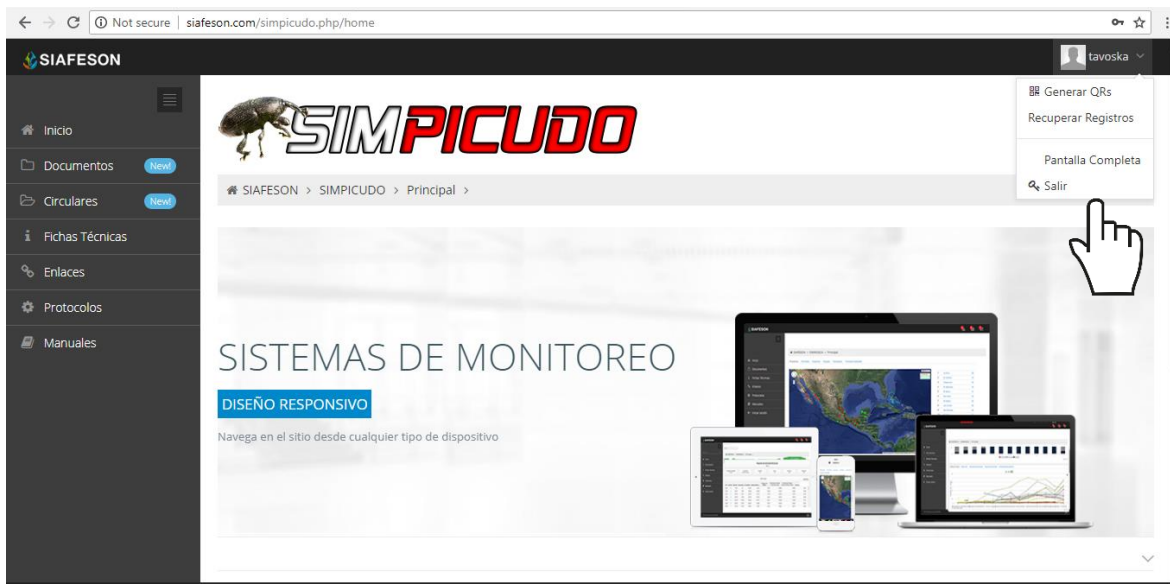 Not secure | siafeson.com/simpicudo.php/home
SIAFESON
tavoska
Generar QRs
Recuperar Registros
Pantalla Completa
Salir
Inicio
Documentos New!
Circulares New!
Fichas Técnicas
Enlaces
Protocolos
Manuales
SIMPICUDO
SIAFESON > SIMPICUDO > Principal >
SISTEMAS DE MONITOREO
DISEÑO RESPONSIVO
Navega en el sitio desde cualquier tipo de dispositivo